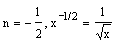 n = −1/2, x^(−1/2) = 1/√x